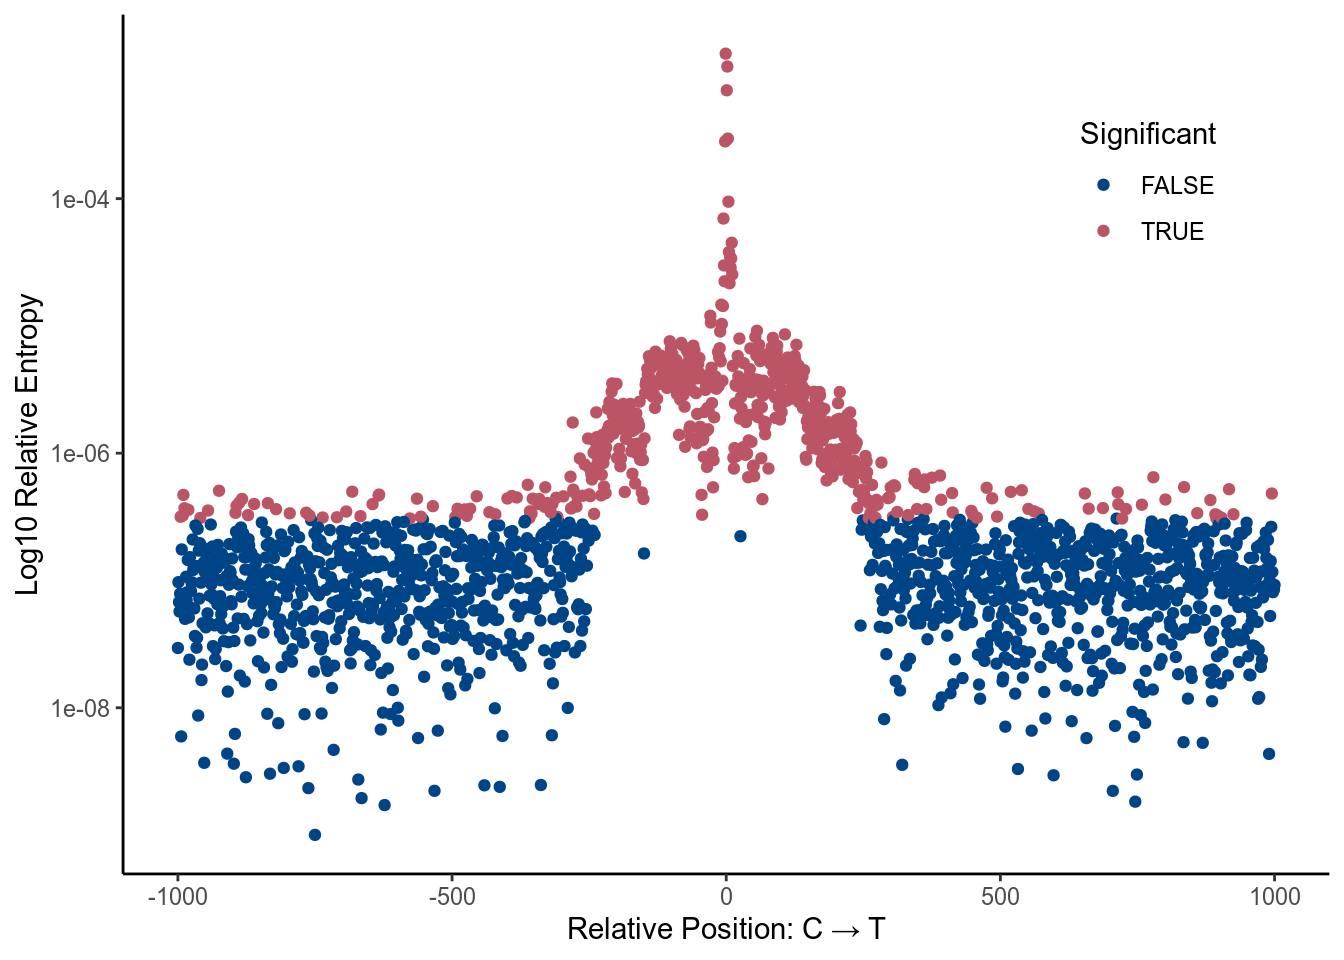 Log10 Relative Entropy
1e-04
1e-06
1e-08
-1000
-500
0
500
1000
Relative Position: C → T
Significant
FALSE
TRUE